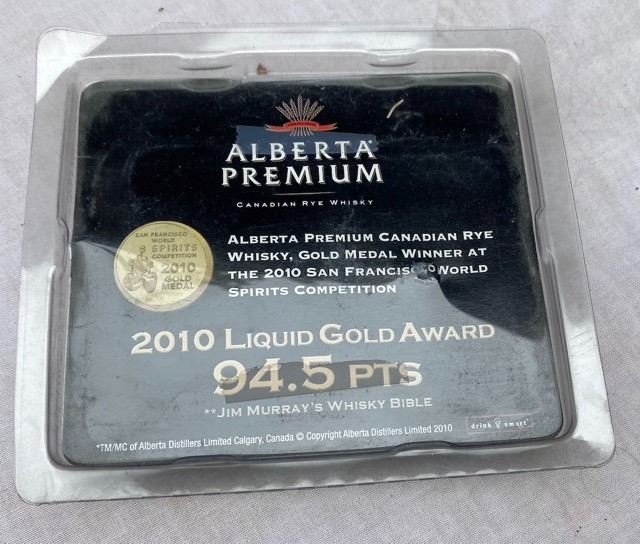 ALBERTA
PREMIUM
CANADIAN RYE WHISKY
SAN FRANCISCO
WORLD
SPIRITS
COMPETITION
2010
GOLD
MEDAL
ALBERTA PREMIUM CANADIAN RYE
WHISKY, GOLD MEDAL WINNER AT
THE 2010 SAN FRANCISCO WORLD
SPIRITS COMPETITION
2010 LIQUID GOLD AWARD
94.5 PTS
**JIM MURRAY'S WHISKY BIBLE
drink smart
*TM/MC of Alberta Distillers Limited Calgary, Canada © Copyright Alberta Distillers Limited 2010